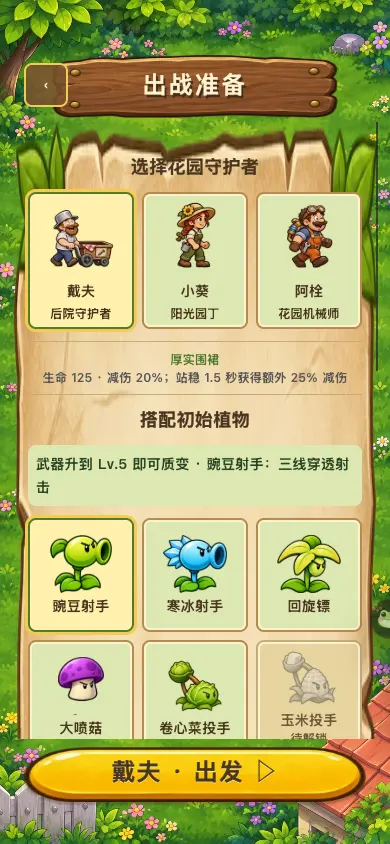 ‹
出战准备
选择花园守护者
戴夫
小葵
阿栓
后院守护者
阳光园丁
花园机械师
厚实围裙
生命 125 · 减伤 20%；站稳 1.5 秒获得额外 25% 减伤
搭配初始植物
武器升到 Lv.5 即可质变 · 豌豆射手：三线穿透射
击
豌豆射手
寒冰射手
回旋镖
大喷菇
卷心菜投手
玉米投手
待解锁
戴夫 · 出发 ▷